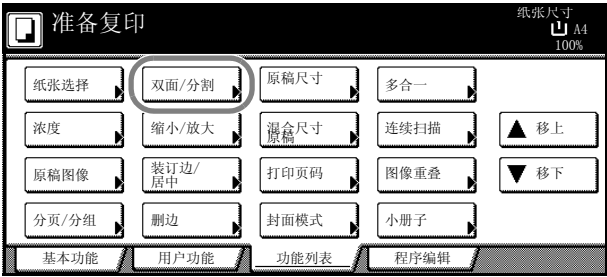 准备复印
纸张尺寸
A4
100%
纸张选择
双面/分割
原稿尺寸
多合一
浓度
缩小/放大
混合尺寸
原稿
连续扫描
移上
原稿图像
装订边/
居中
打印页码
图像重叠
移下
分页/分组
删边
封面模式
小册子
基本功能
用户功能
功能列表
程序编辑